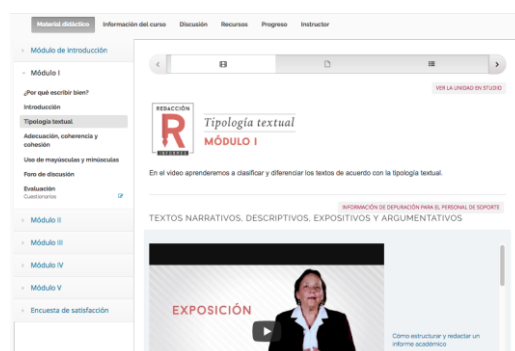 Material didáctico Información del curso Discusión Recursos Progreso Instructor
Módulo de introducción
Módulo I
¿Por qué escribir bien?
Introducción
Tipología textual
Adecuación, coherencia y
cohesión
Uso de mayúsculas y minúsculas
Foro de discusión
Evaluación
Cuestionarios
Módulo II
Módulo III
Módulo IV
Módulo V
Encuesta de satisfacción
VER LA UNIDAD EN STUDIO
REDACCIÓN
R
INFORMES
Tipología textual
MÓDULO I
En el video aprenderemos a clasificar y diferenciar los textos de acuerdo con la tipología textual.
INFORMACIÓN DE DEPURACIÓN PARA EL PERSONAL DE SOPORTE
TEXTOS NARRATIVOS, DESCRIPTIVOS, EXPOSITIVOS Y ARGUMENTATIVOS
EXPOSICIÓN
Cómo estructurar y redactar un
informe académico